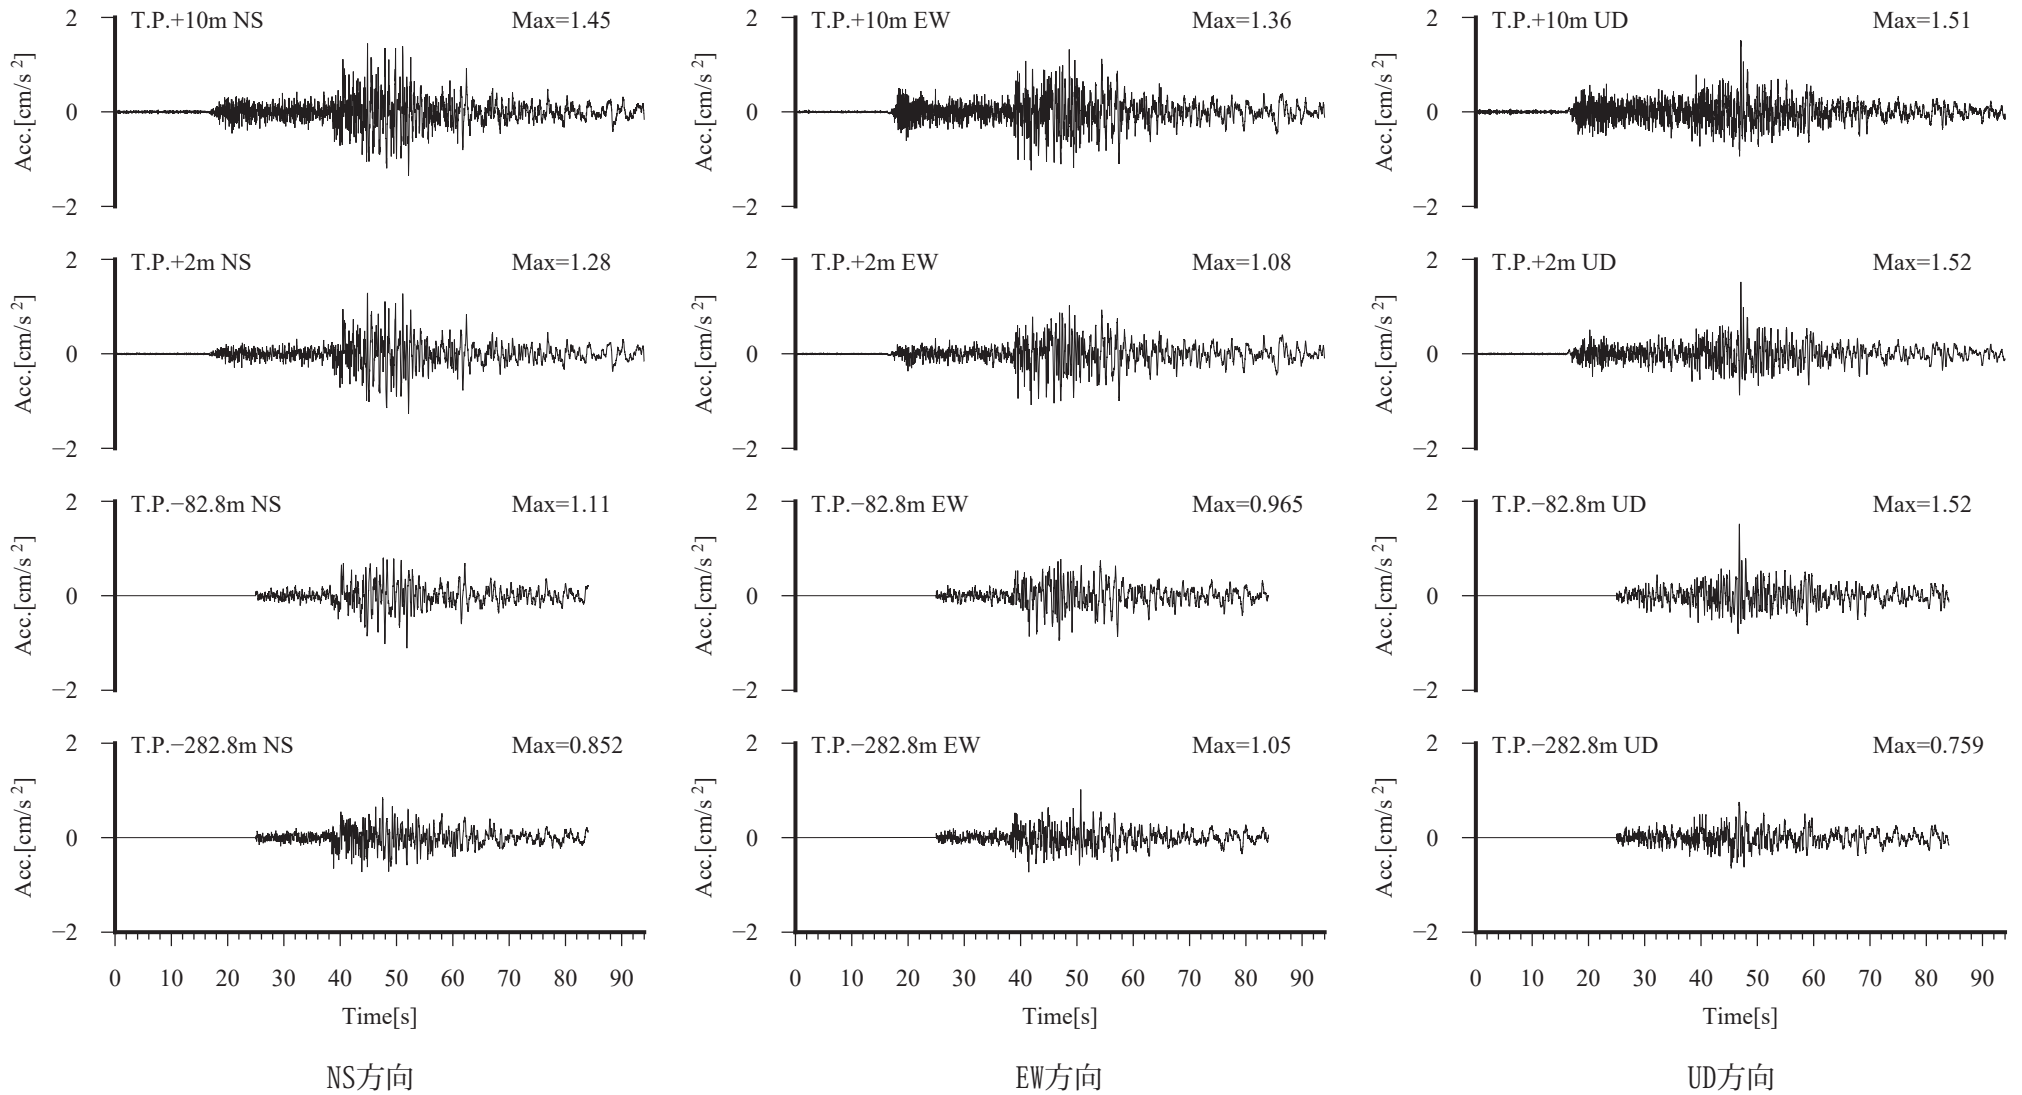 T.P.+10m NS Max=1.45
2
0
−2
Acc.[cm/s²]
T.P.+10m EW Max=1.36
2
0
−2
Acc.[cm/s²]
T.P.+10m UD Max=1.51
2
0
−2
Acc.[cm/s²]
T.P.+2m NS Max=1.28
2
0
−2
Acc.[cm/s²]
T.P.+2m EW Max=1.08
2
0
−2
Acc.[cm/s²]
T.P.+2m UD Max=1.52
2
0
−2
Acc.[cm/s²]
T.P.−82.8m NS Max=1.11
2
0
−2
Acc.[cm/s²]
T.P.−82.8m EW Max=0.965
2
0
−2
Acc.[cm/s²]
T.P.−82.8m UD Max=1.52
2
0
−2
Acc.[cm/s²]
T.P.−282.8m NS Max=0.852
2
0
−2
Acc.[cm/s²]
T.P.−282.8m EW Max=1.05
2
0
−2
Acc.[cm/s²]
T.P.−282.8m UD Max=0.759
2
0
−2
Acc.[cm/s²]
0 10 20 30 40 50 60 70 80 90
Time[s]
NS方向
0 10 20 30 40 50 60 70 80 90
Time[s]
EW方向
0 10 20 30 40 50 60 70 80 90
Time[s]
UD方向